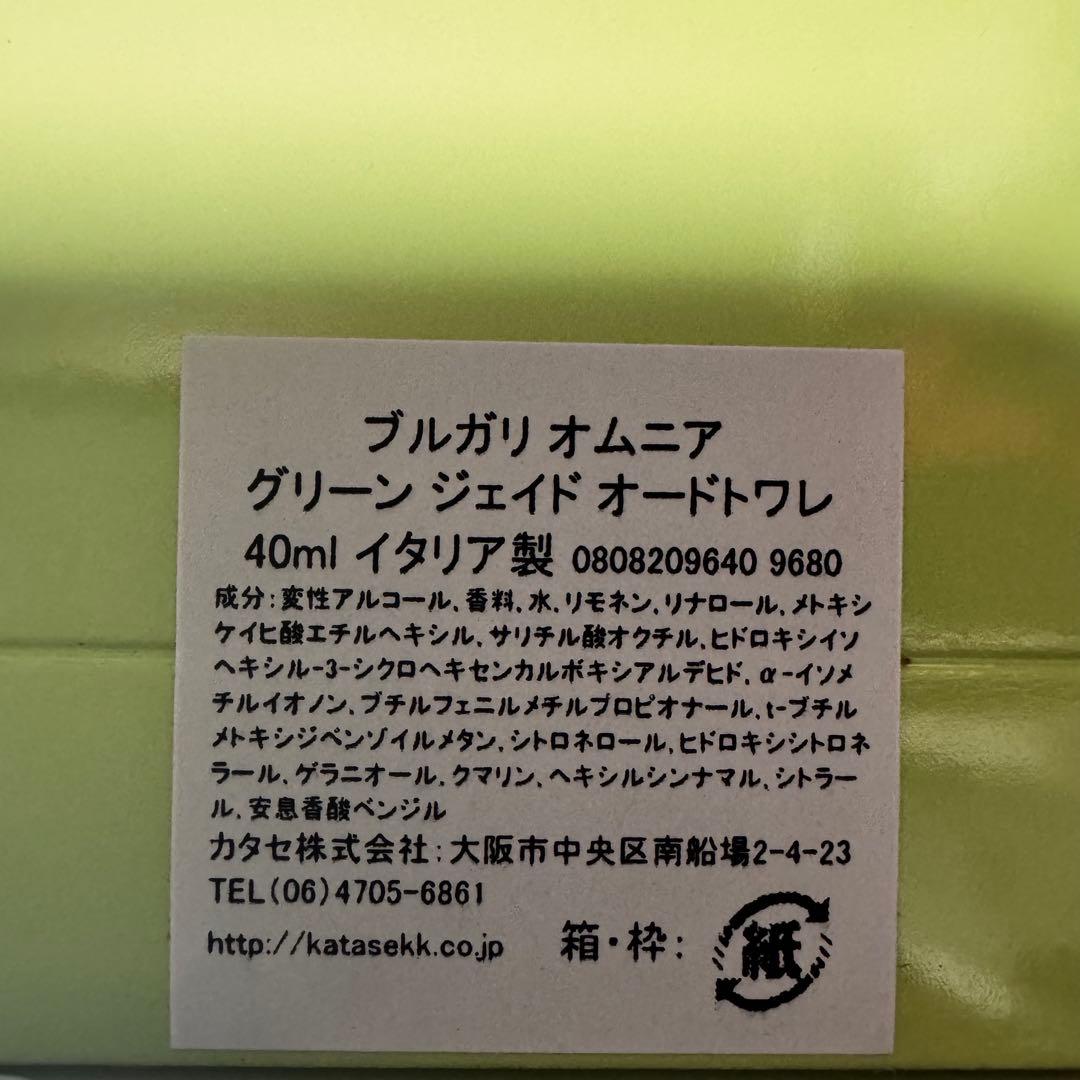 ブルガリ オムニア
グリーン ジェイド オードトワレ
40ml イタリア製 0808209640 9680
成分:変性アルコール、香料、水、リモネン、リナロール、メトキシ
ケイヒ酸エチルヘキシル、サリチル酸オクチル、ヒドロキシイソ
ヘキシル-3-シクロヘキセンカルボキシアルデヒド、α-イソメ
チルイオノン、ブチルフェニルメチルプロピオナール、t-ブチル
メトキシジベンゾイルメタン、シトロネロール、ヒドロキシシトロネ
ラール、ゲラニオール、クマリン、ヘキシルシンナマル、シトラー
ル、安息香酸ベンジル
カタセ株式会社:大阪市中央区南船場2-4-23
TEL(06)4705-6861
http://katasekk.co.jp 箱・枠: 紙